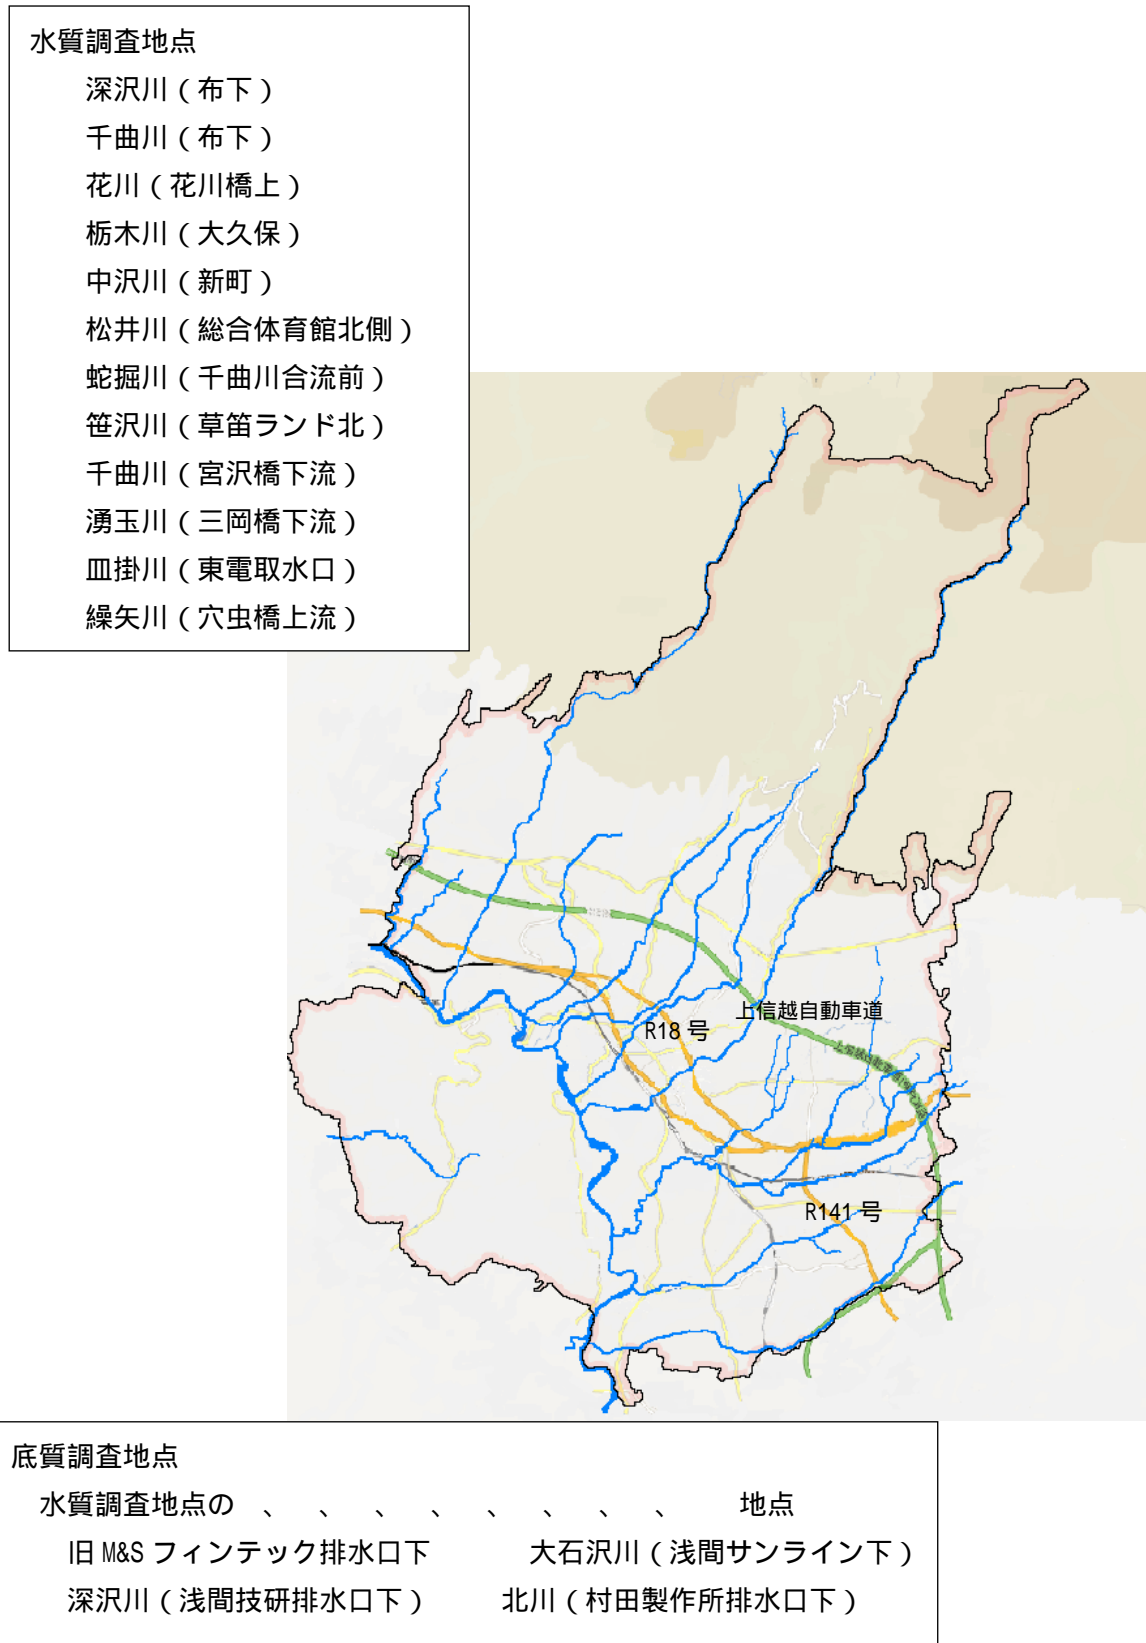 水質調査地点
深沢川（布下）
千曲川（布下）
花川（花川橋上）
栃木川（大久保）
中沢川（新町）
松井川（総合体育館北側）
蛇掘川（千曲川合流前）
笹沢川（草笛ランド北）
千曲川（宮沢橋下流）
湧玉川（三岡橋下流）
皿掛川（東電取水口）
繰矢川（穴虫橋上流）
上信越自動車道
R18 号
R141 号
底質調査地点
水質調査地点の　、　、　、　、　、　、　、　、　地点
旧 M&S フィンテック排水口下　　大石沢川（浅間サンライン下）
深沢川（浅間技研排水口下）　　北川（村田製作所排水口下）